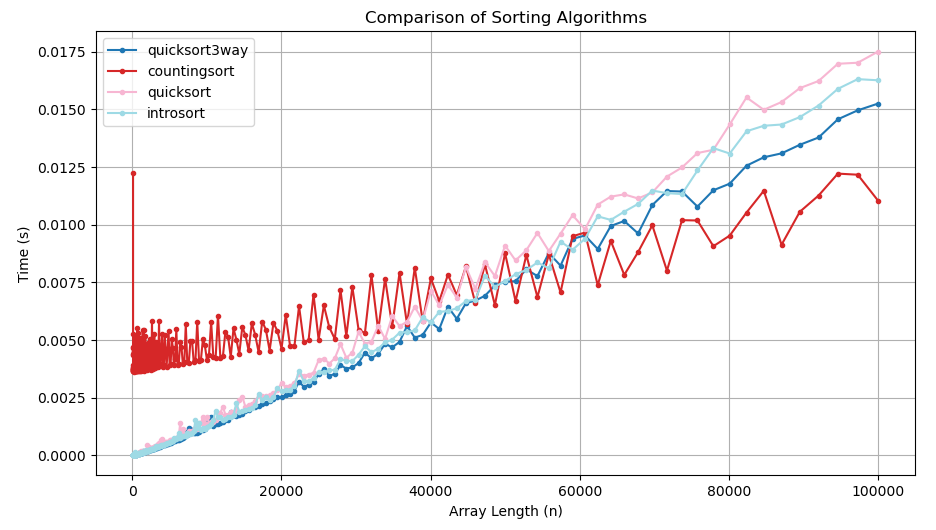 Comparison of Sorting Algorithms
quicksort3way
countingsort
quicksort
introsort
Time (s)
0.0175
0.0150
0.0125
0.0100
0.0075
0.0050
0.0025
0.0000
0 20000 40000 60000 80000 100000
Array Length (n)